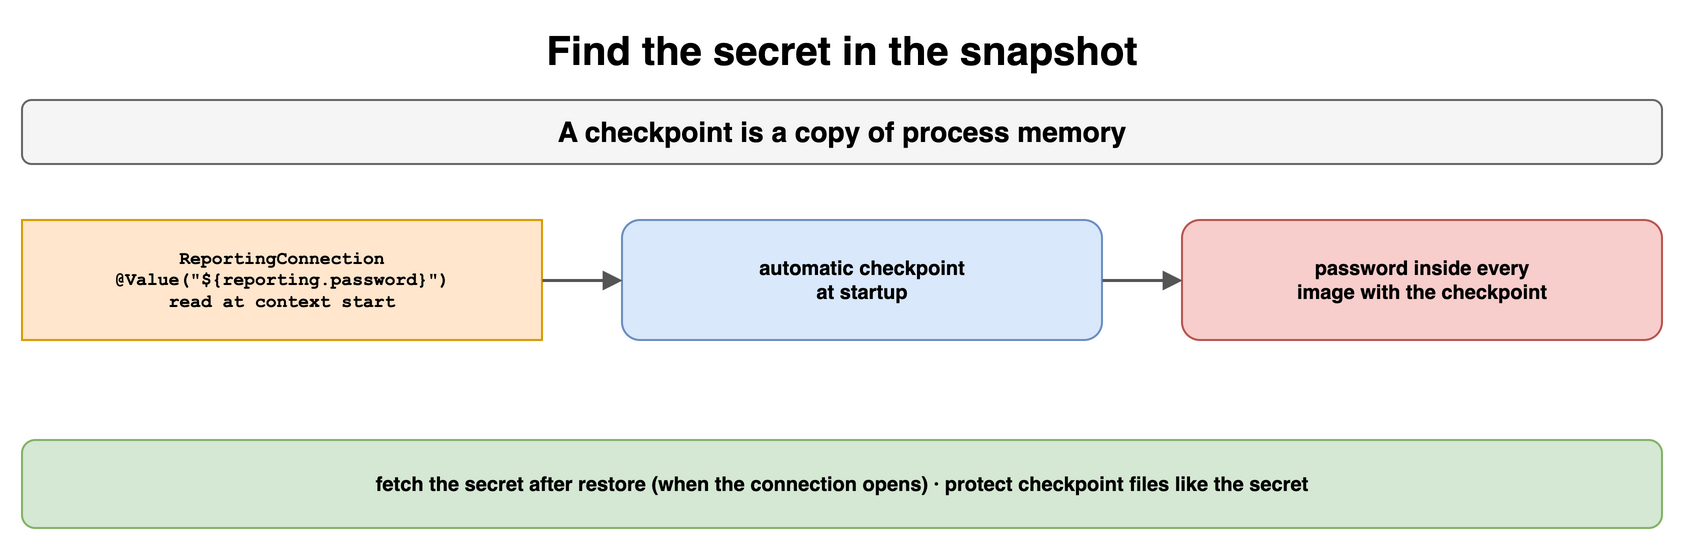 Find the secret in the snapshot
A checkpoint is a copy of process memory
ReportingConnection
@Value("${reporting.password}")
read at context start
automatic checkpoint
at startup
password inside every
image with the checkpoint
fetch the secret after restore (when the connection opens) · protect checkpoint files like the secret